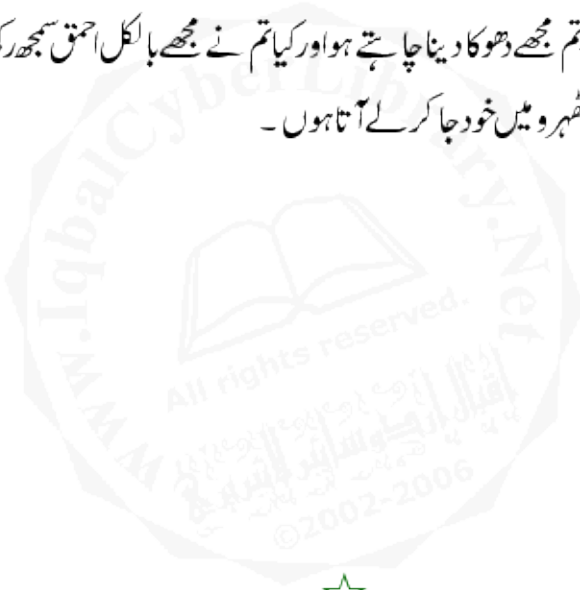 تم مجھے دھوکا دینا چاہتے ہو اور کیا تم نے مجھے بالکل احمق سمجھ
میں خود جا کر لے آتا ہوں ۔
www.IqbalCyberLibrary.Net
All rights reserved.
©2002-2006